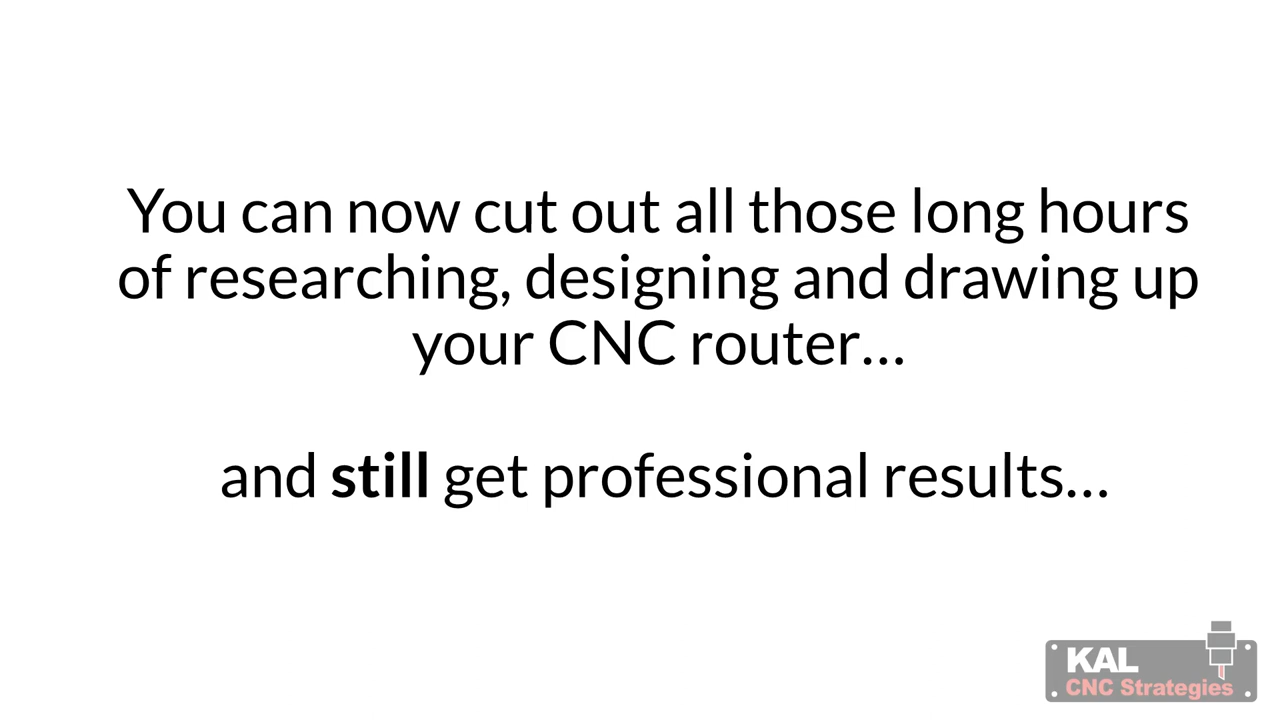 You can now cut out all those long hours
of researching, designing and drawing up
your CNC router...
and still get professional results...
KAL
CNC Strategies